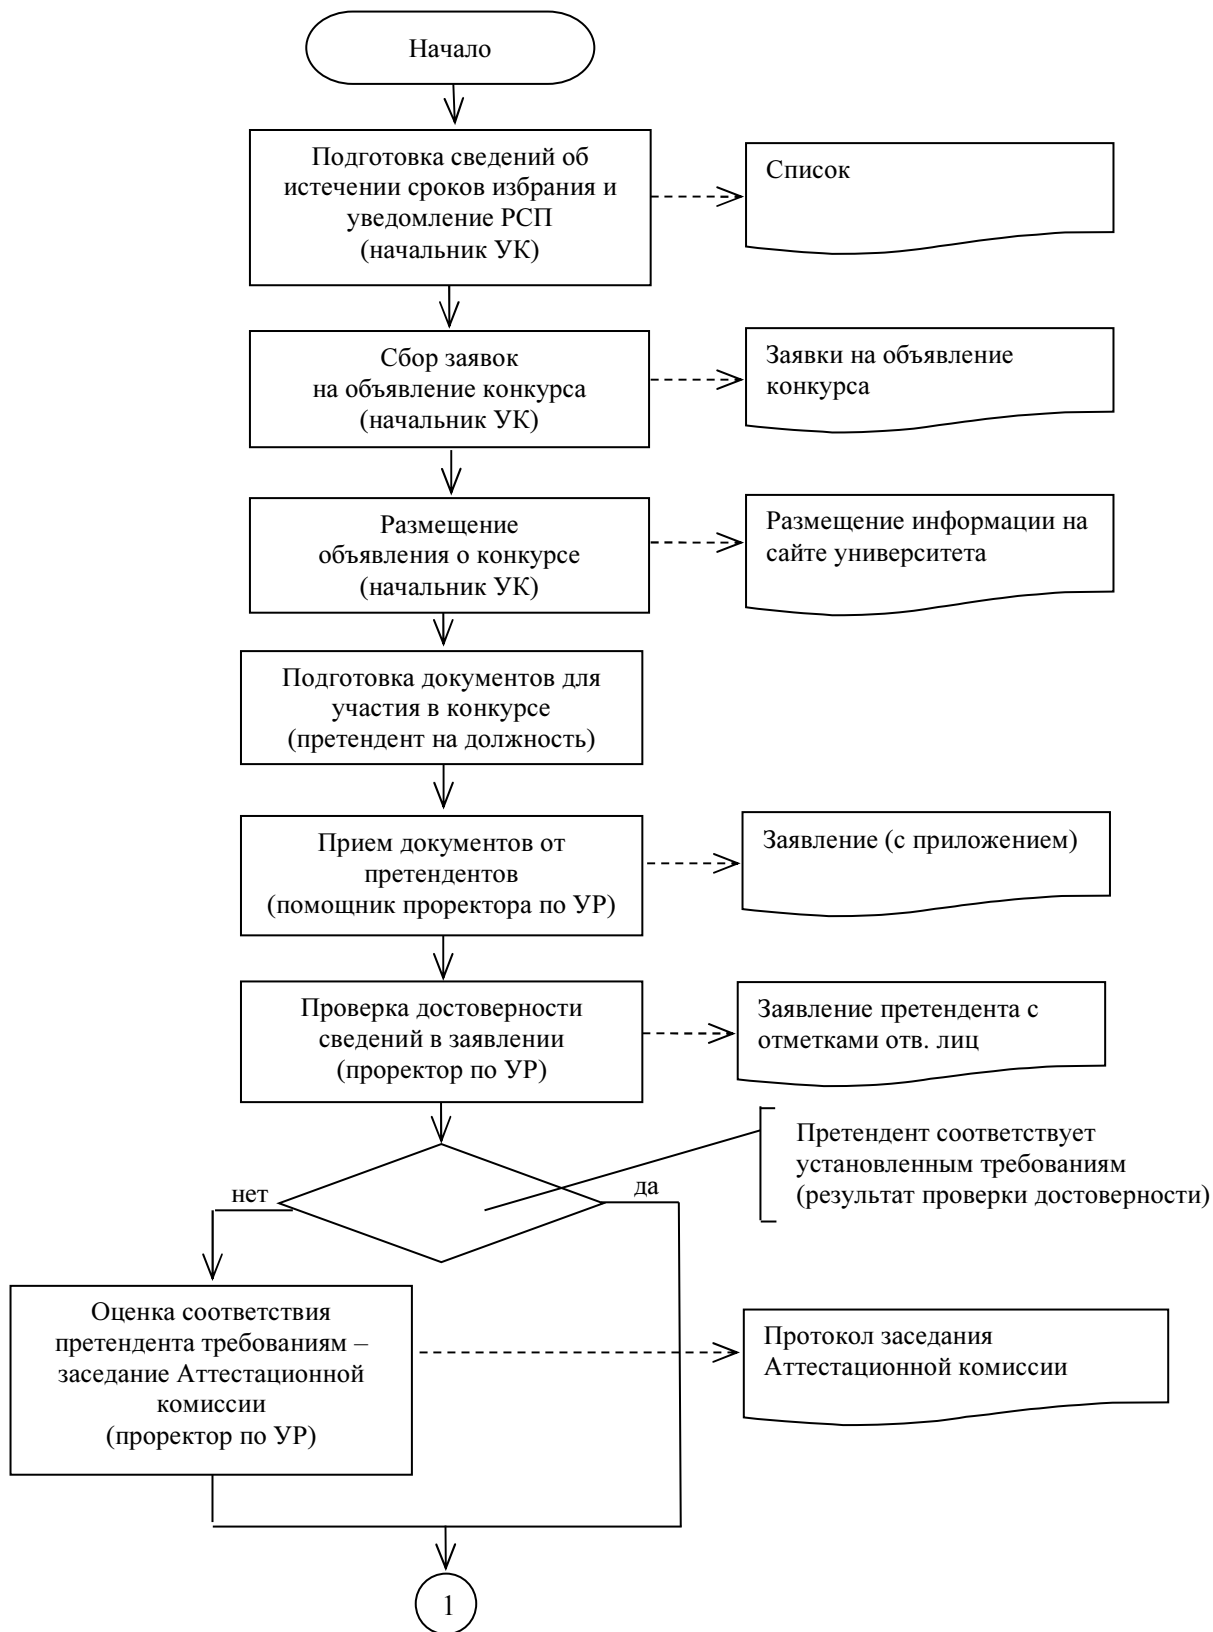 Начало
Подготовка сведений об
истечении сроков избрания и
уведомление РСП
(начальник УК)
Список
Сбор заявок
на объявление конкурса
(начальник УК)
Заявки на объявление
конкурса
Размещение
объявления о конкурсе
(начальник УК)
Размещение информации на
сайте университета
Подготовка документов для
участия в конкурсе
(претендент на должность)
Прием документов от
претендентов
(помощник проректора по УР)
Заявление (с приложением)
Проверка достоверности
сведений в заявлении
(проректор по УР)
Заявление претендента с
отметками отв. лиц
Претендент соответствует
установленным требованиям
(результат проверки достоверности)
нет
да
Оценка соответствия
претендента требованиям –
заседание Аттестационной
комиссии
(проректор по УР)
Протокол заседания
Аттестационной комиссии
1